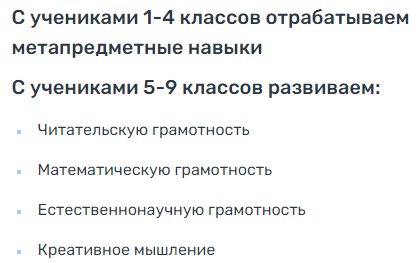 С учениками 1-4 классов отрабатываем
метапредметные навыки
С учениками 5-9 классов развиваем:
Читательскую грамотность
Математическую грамотность
Естественнонаучную грамотность
Креативное мышление